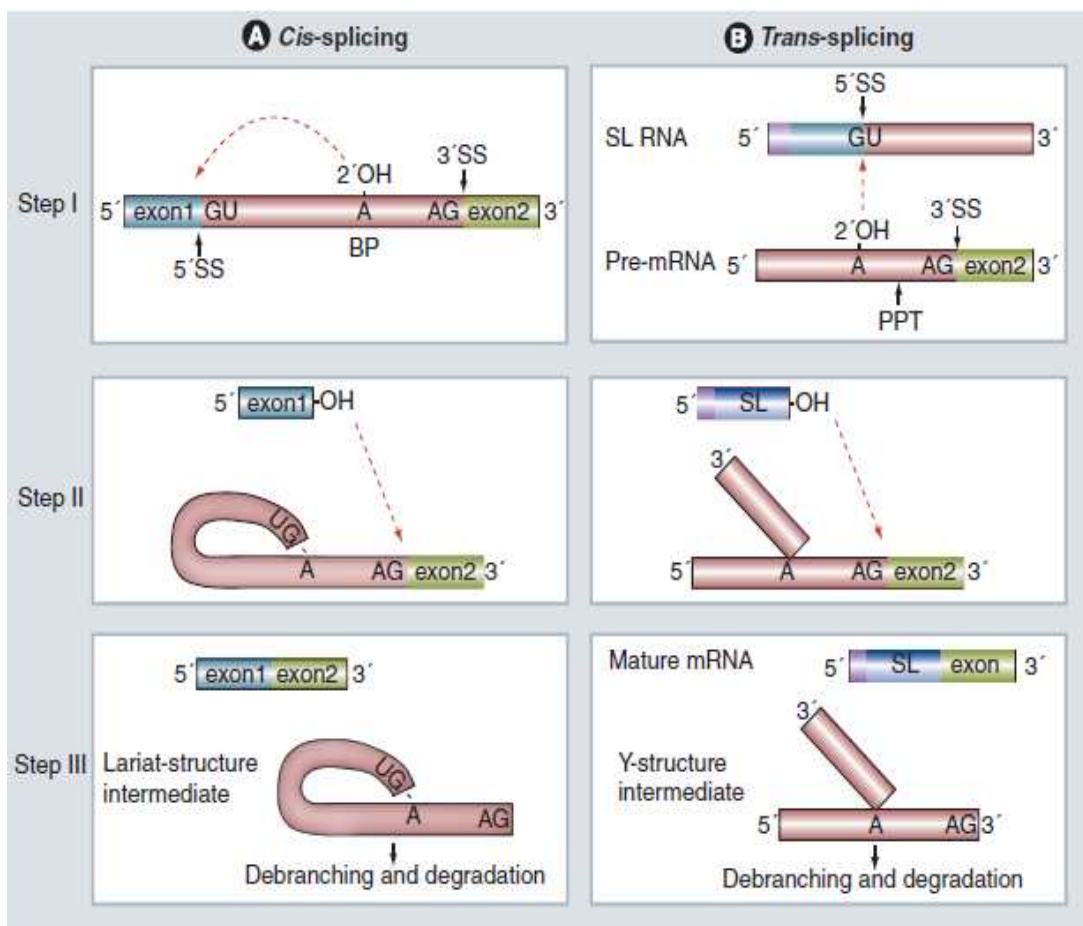 A Cis-splicing
B Trans-splicing
Step I
2´OH
3´SS
5´ exon1 GU A AG exon2 3´
BP
5´SS
5´SS
SL RNA 5´ GU 3´
2´OH
3´SS
Pre-mRNA 5´ A AG exon2 3´
PPT
Step II
5´ exon1 -OH
UG
A AG exon2 3´
5´ SL -OH
3´
5´ A AG exon2 3´
Step III
5´ exon1 exon2 3´
Lariat-structure
intermediate
UG
A AG
Debranching and degradation
Mature mRNA 5´ SL exon 3´
3´
Y-structure
intermediate
5´ A AG 3´
Debranching and degradation